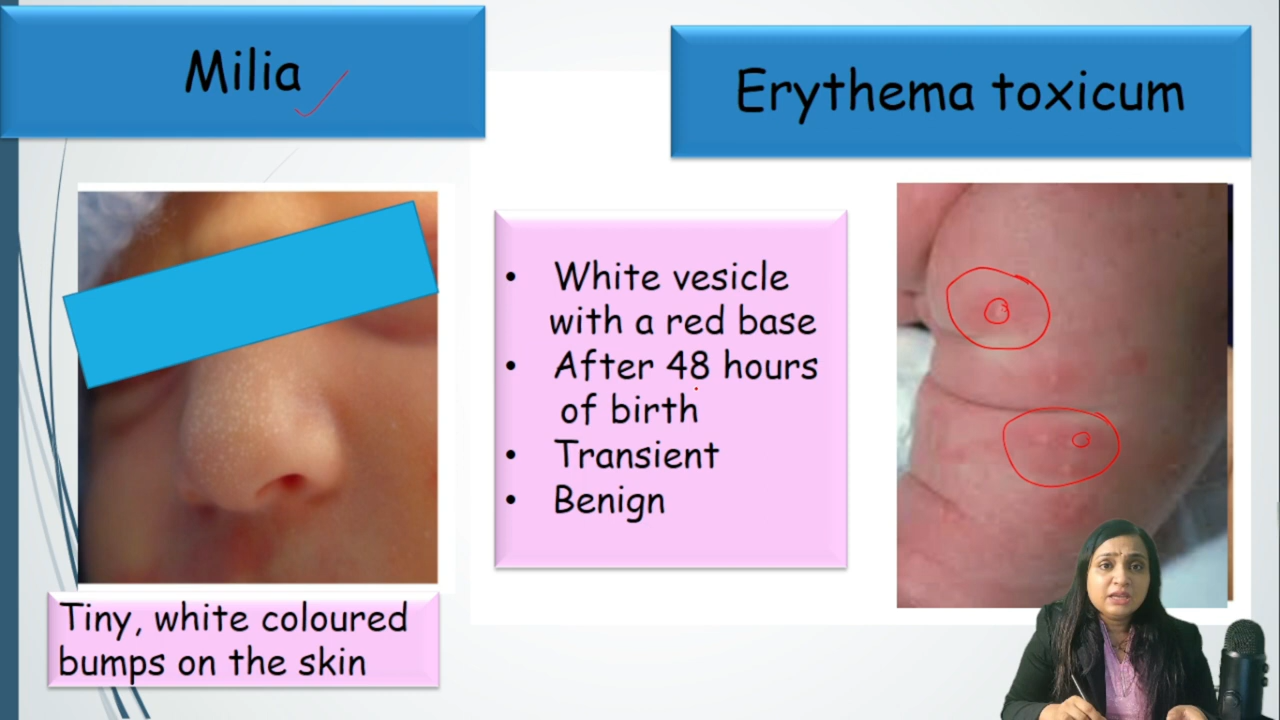 Milia
Erythema toxicum
• White vesicle
with a red base
• After 48 hours
of birth
• Transient
• Benign
Tiny, white coloured
bumps on the skin